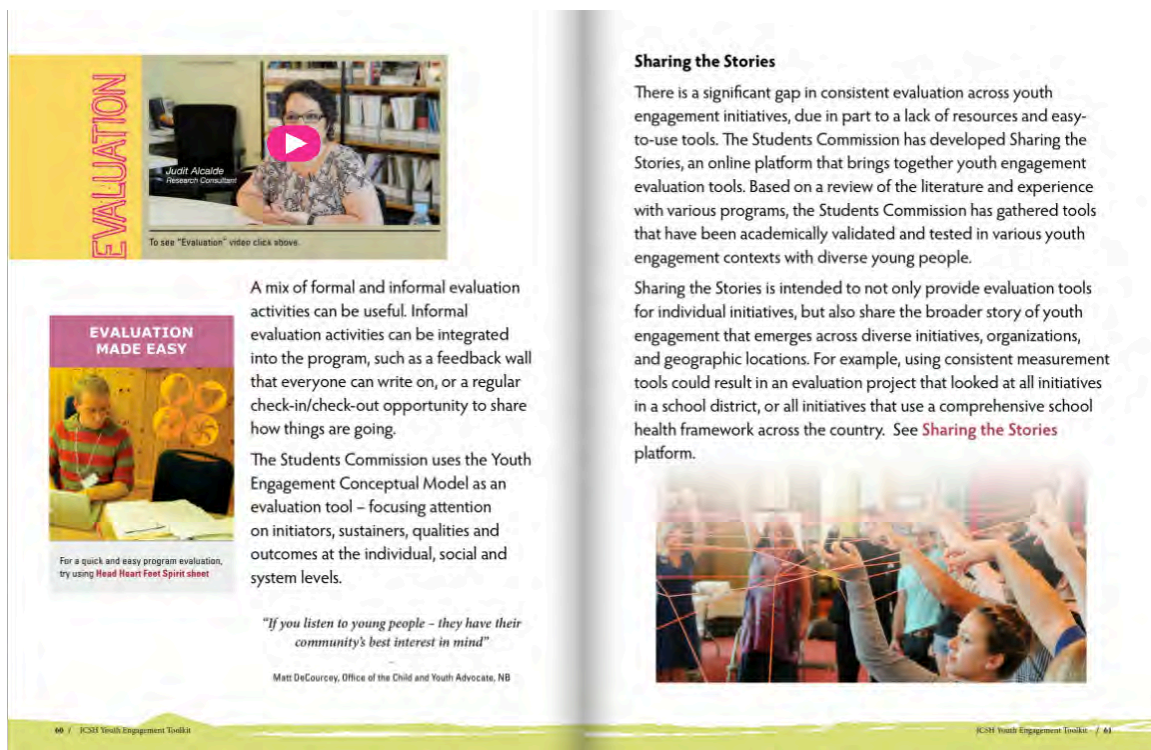 EVALUATION
Judit Alcalde
Research Consultant
To see "Evaluation" video click above.
A mix of formal and informal evaluation
activities can be useful. Informal
evaluation activities can be integrated
into the program, such as a feedback wall
that everyone can write on, or a regular
check-in/check-out opportunity to share
how things are going.
The Students Commission uses the Youth
Engagement Conceptual Model as an
evaluation tool – focusing attention
on initiators, sustainers, qualities and
outcomes at the individual, social and
system levels.
EVALUATION
MADE EASY
For a quick and easy program evaluation,
try using Head Heart Feet Spirit sheet
"If you listen to young people – they have their
community's best interest in mind"
Matt DeCourcey, Office of the Child and Youth Advocate, NB
60 / JCSH Youth Engagement Toolkit
Sharing the Stories
There is a significant gap in consistent evaluation across youth
engagement initiatives, due in part to a lack of resources and easy-
to-use tools. The Students Commission has developed Sharing the
Stories, an online platform that brings together youth engagement
evaluation tools. Based on a review of the literature and experience
with various programs, the Students Commission has gathered tools
that have been academically validated and tested in various youth
engagement contexts with diverse young people.
Sharing the Stories is intended to not only provide evaluation tools
for individual initiatives, but also share the broader story of youth
engagement that emerges across diverse initiatives, organizations,
and geographic locations. For example, using consistent measurement
tools could result in an evaluation project that looked at all initiatives
in a school district, or all initiatives that use a comprehensive school
health framework across the country. See Sharing the Stories
platform.
JCSH Youth Engagement Toolkit / 61